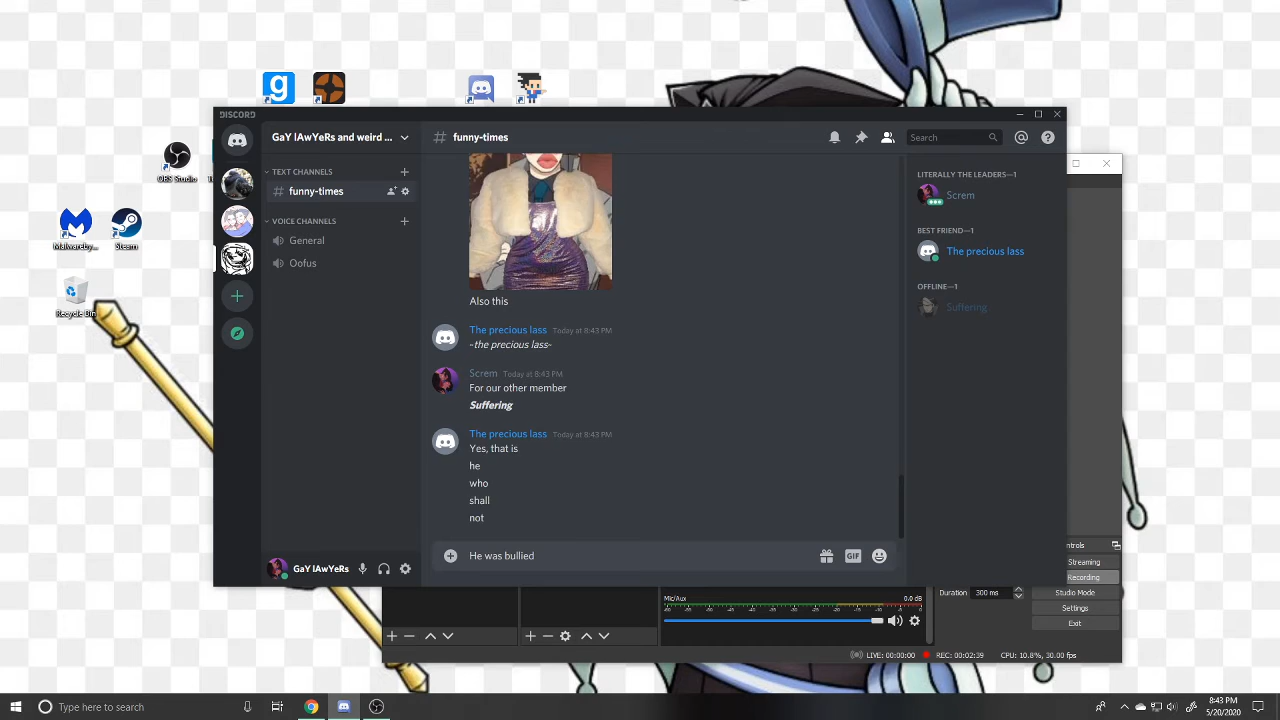 DISCORD
GaY lAwYeRs and weird ...
# funny-times
Search
TEXT CHANNELS
# funny-times
VOICE CHANNELS
General
Oofus
GaY lAwYeRs
Also this
The precious lass Today at 8:43 PM
~the precious lass~
Screm Today at 8:43 PM
For our other member
Suffering
The precious lass Today at 8:43 PM
Yes, that is
he
who
shall
not
He was bullied
GIF
LITERALLY THE LEADERS—1
Screm
BEST FRIEND—1
The precious lass
OFFLINE—1
Suffering
OBS Studio
Malwareby...
Steam
Recycle Bin
ntrols
Streaming
Recording
Studio Mode
Settings
Exit
Mic/Aux
0.0 dB
Duration 300 ms
LIVE: 00:00:00
REC: 00:02:39
CPU: 10.8%, 30.00 fps
Type here to search
8:43 PM
5/20/2020